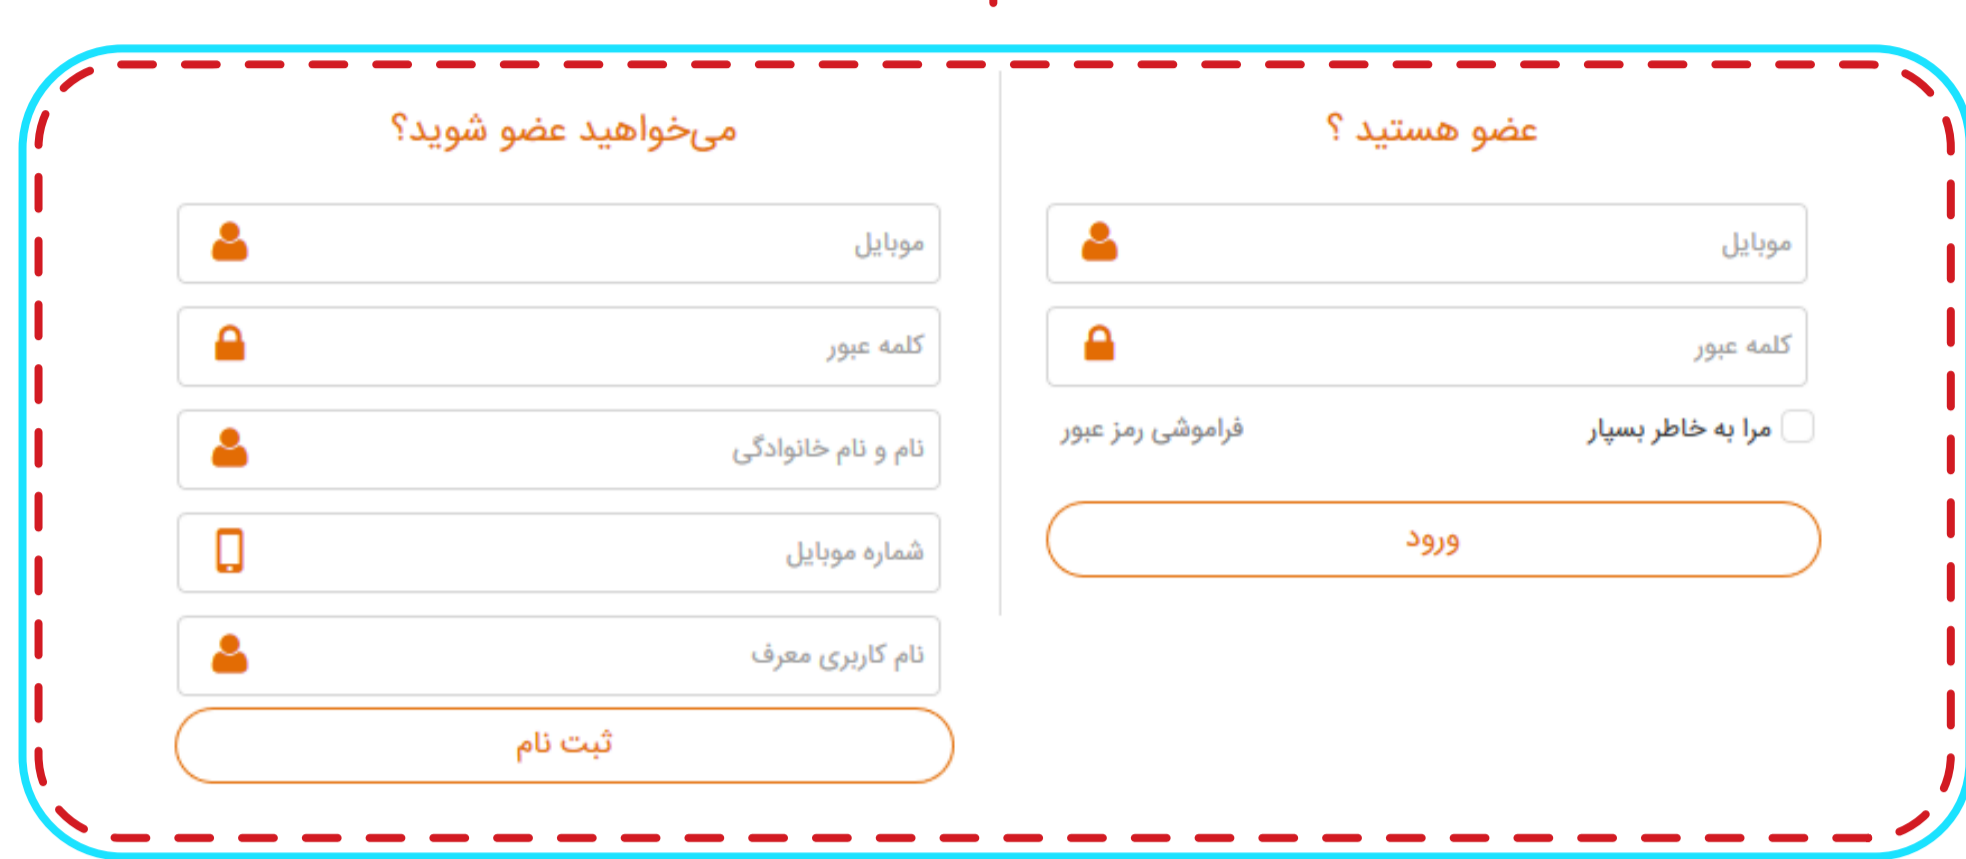 عضو هستید ؟
موبایل
کلمه عبور
مرا به خاطر بسپار
فراموشی رمز عبور
ورود
می‌خواهید عضو شوید؟
موبایل
کلمه عبور
نام و نام خانوادگی
شماره موبایل
نام کاربری معرف
ثبت نام